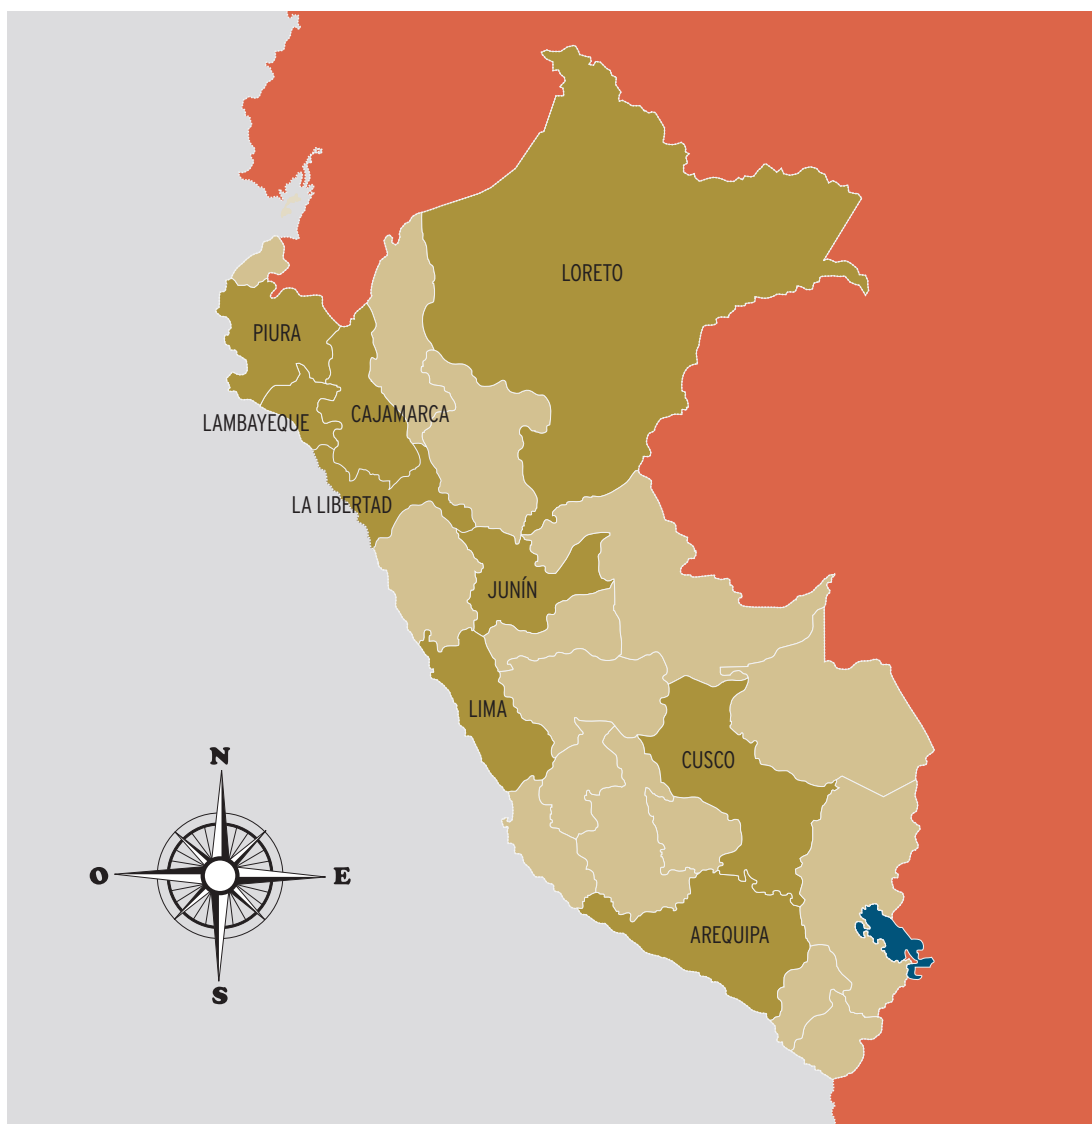 LORETO
PIURA
CAJAMARCA
LAMBAYEQUE
LA LIBERTAD
JUNÍN
LIMA
CUSCO
N
O
E
S
AREQUIPA